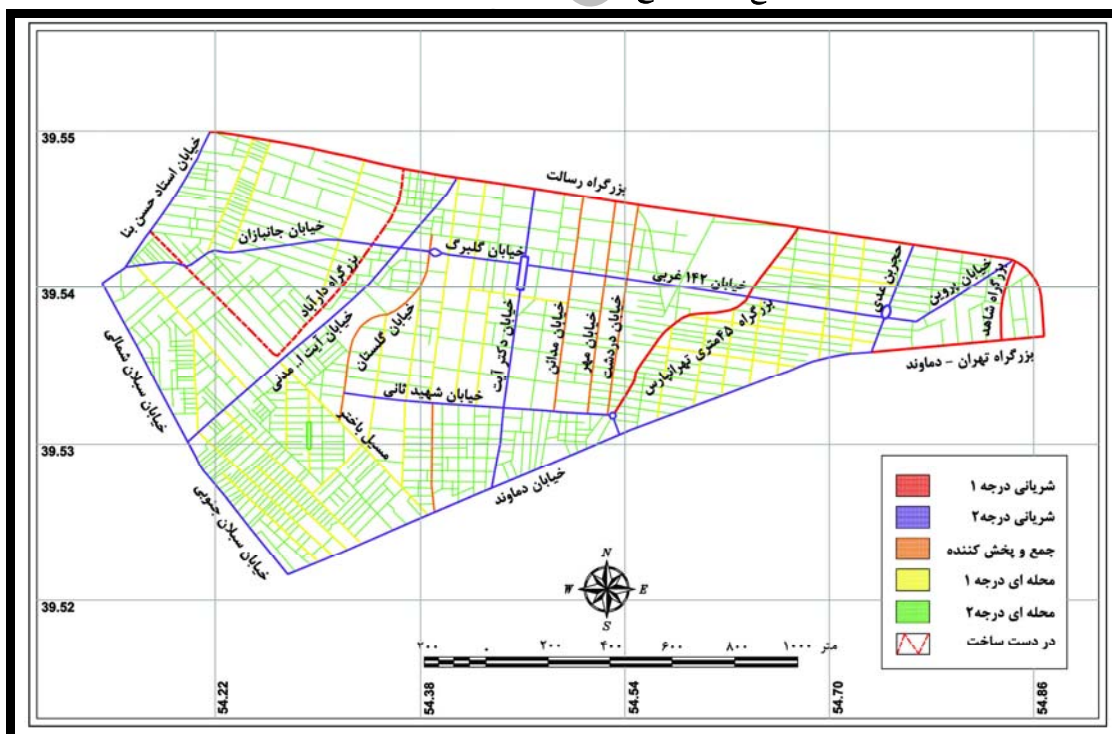 39.55
39.54
39.53
39.52
54.22
54.38
54.54
54.70
54.86
بزرگراه رسالت
خیابان استاد حسن بنا
خیابان جانبازان
خیابان گلبرگ
خیابان ۱۴۲ غربی
حجربن عدی
خیابان پروین
بزرگراه شاهد
بزرگراه تهران - دماوند
بزرگراه دارآباد
خیابان آیت ا.. مدنی
خیابان گلستان
خیابان دکتر آیت
خیابان مدائن
خیابان مهر
خیابان دردشت
بزرگراه ۴۵متری تهرانپارس
خیابان سبلان شمالی
خیابان شهید ثانی
مسیل باختر
خیابان دماوند
خیابان سبلان جنوبی
شریانی درجه ۱
شریانی درجه۲
جمع و پخش کننده
محله ای درجه ۱
محله ای درجه۲
در دست ساخت
N
W E
S
۲۰۰ ۰ ۲۰۰ ۴۰۰ ۶۰۰ ۸۰۰ ۱۰۰۰ متر